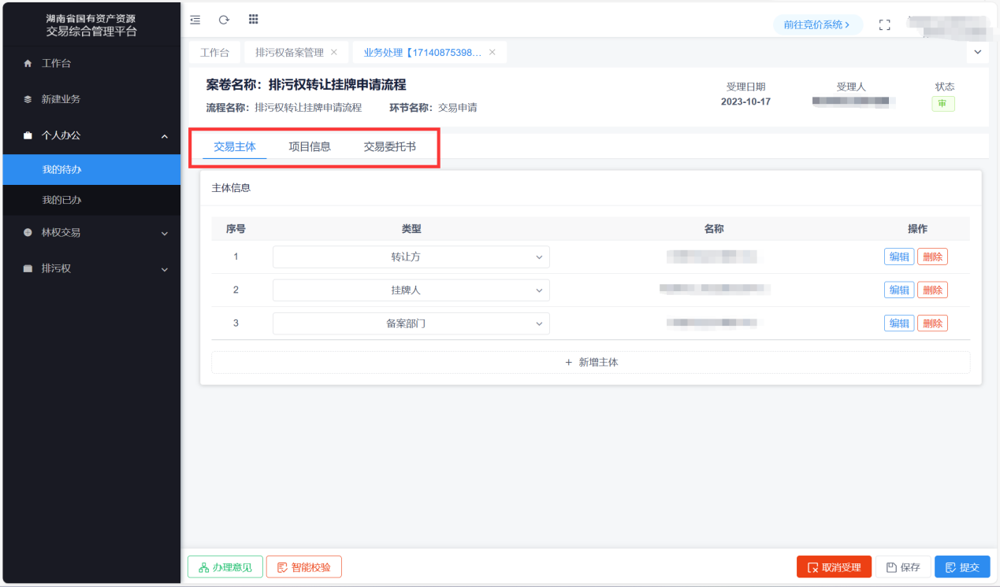 湖南省国有资产资源
交易综合管理平台
工作台
新建业务
个人办公
我的待办
我的已办
林权交易
排污权
前往竞价系统
工作台 排污权备案管理 业务处理【17140875398...
案卷名称：排污权转让挂牌申请流程
流程名称：排污权转让挂牌申请流程 环节名称：交易申请
受理日期 受理人 状态
2023-10-17 审
交易主体 项目信息 交易委托书
主体信息
序号 类型 名称 操作
1 转让方 编辑 删除
2 挂牌人 编辑 删除
3 备案部门 编辑 删除
+ 新增主体
办理意见 智能校验 取消受理 保存 提交